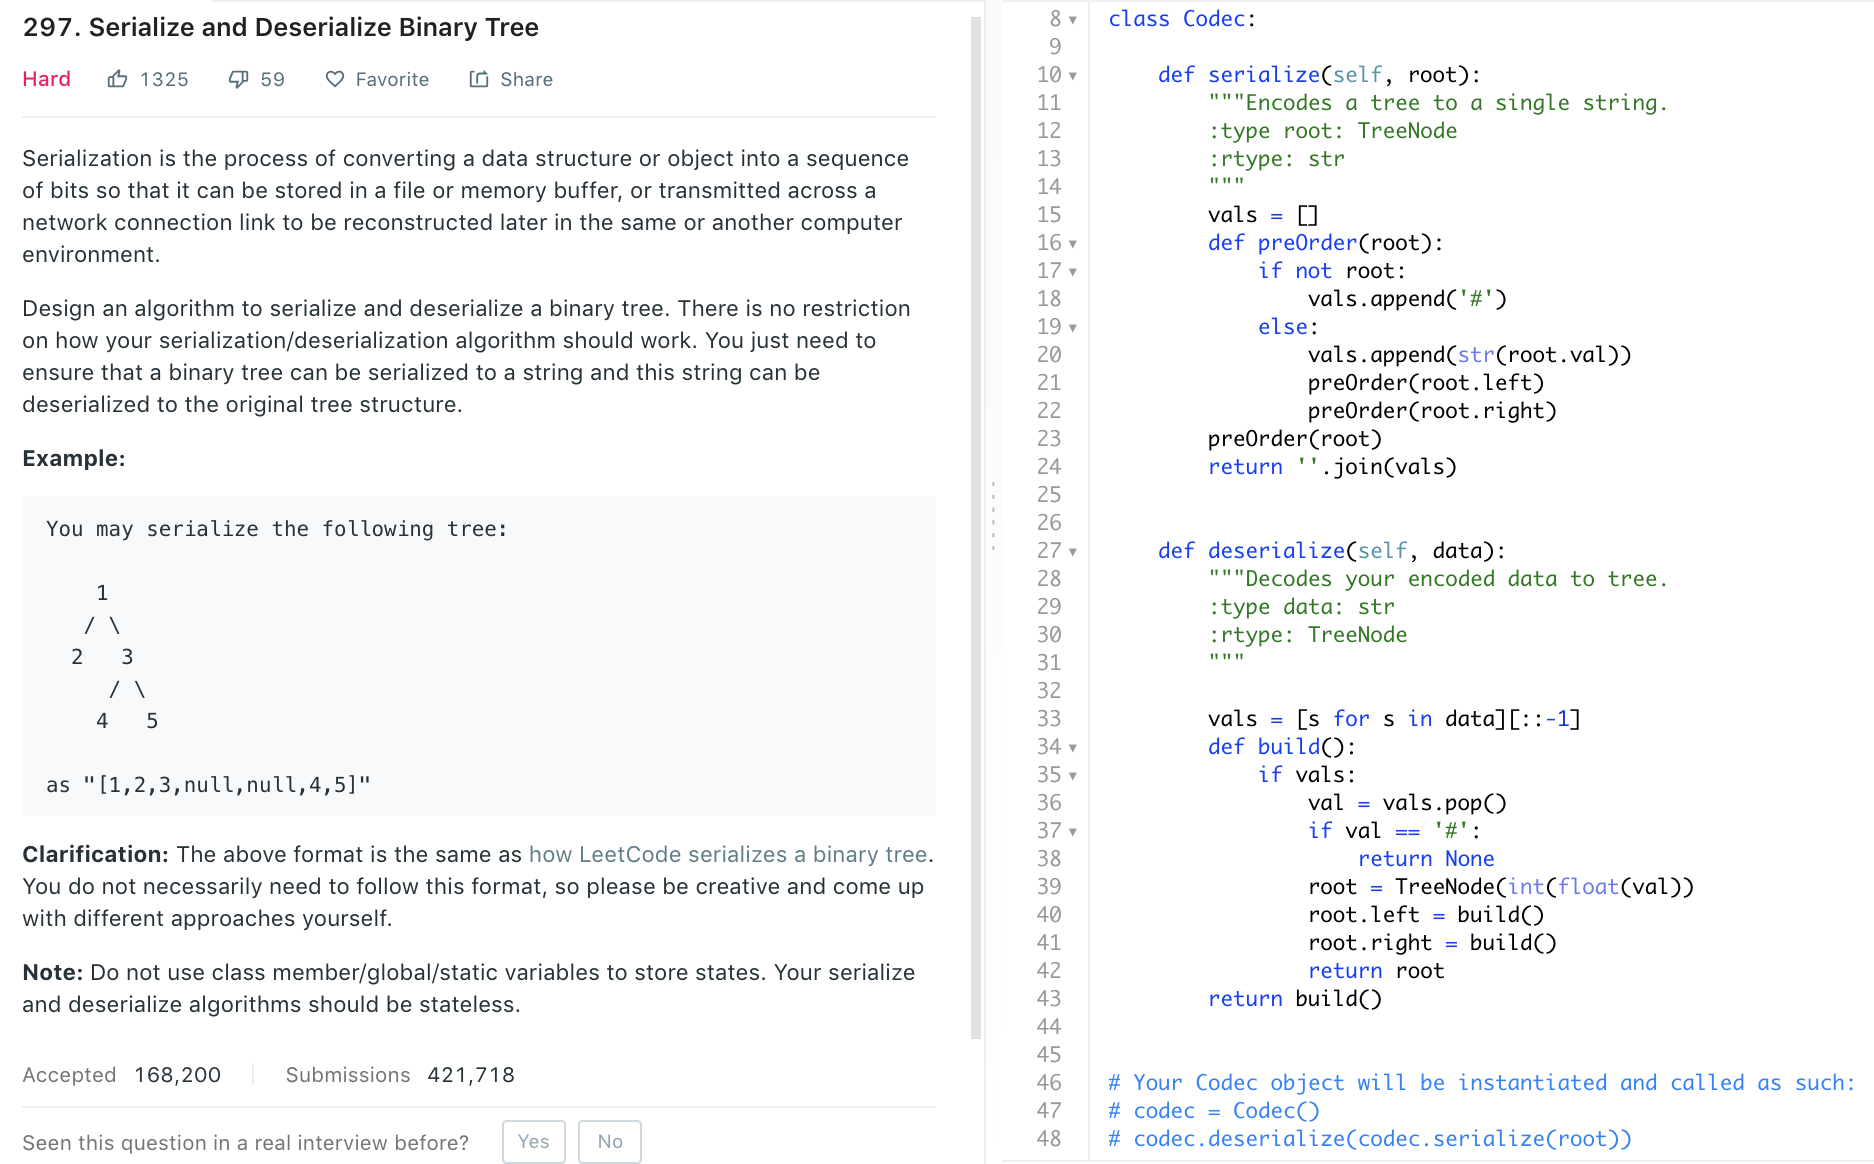 297. Serialize and Deserialize Binary Tree
Hard 1325 59 Favorite Share
Serialization is the process of converting a data structure or object into a sequence
of bits so that it can be stored in a file or memory buffer, or transmitted across a
network connection link to be reconstructed later in the same or another computer
environment.
Design an algorithm to serialize and deserialize a binary tree. There is no restriction
on how your serialization/deserialization algorithm should work. You just need to
ensure that a binary tree can be serialized to a string and this string can be
deserialized to the original tree structure.
Example:
You may serialize the following tree:
    1
   / \
  2   3
     / \
    4   5
as "[1,2,3,null,null,4,5]"
Clarification: The above format is the same as how LeetCode serializes a binary tree.
You do not necessarily need to follow this format, so please be creative and come up
with different approaches yourself.
Note: Do not use class member/global/static variables to store states. Your serialize
and deserialize algorithms should be stateless.
Accepted 168,200 Submissions 421,718
Seen this question in a real interview before? Yes No
8 class Codec:
9
10     def serialize(self, root):
11         """Encodes a tree to a single string.
12         :type root: TreeNode
13         :rtype: str
14         """
15         vals = []
16         def preOrder(root):
17             if not root:
18                 vals.append('#')
19             else:
20                 vals.append(str(root.val))
21                 preOrder(root.left)
22                 preOrder(root.right)
23         preOrder(root)
24         return ''.join(vals)
25
26
27     def deserialize(self, data):
28         """Decodes your encoded data to tree.
29         :type data: str
30         :rtype: TreeNode
31         """
32
33         vals = [s for s in data][::-1]
34         def build():
35             if vals:
36                 val = vals.pop()
37                 if val == '#':
38                     return None
39                 root = TreeNode(int(float(val))
40                 root.left = build()
41                 root.right = build()
42                 return root
43         return build()
44
45
46 # Your Codec object will be instantiated and called as such:
47 # codec = Codec()
48 # codec.deserialize(codec.serialize(root))